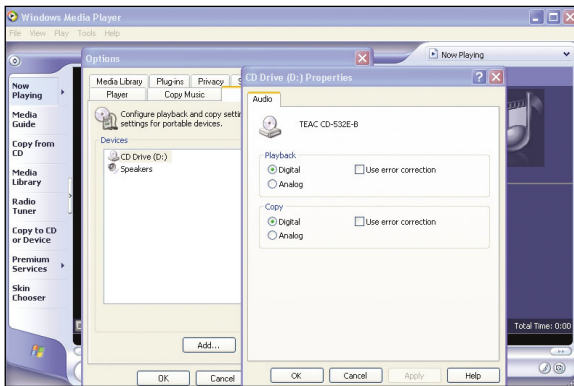 Windows Media Player
File View Play Tools Help
Now Playing
Now
Playing
Media
Guide
Copy from
CD
Media
Library
Radio
Tuner
Copy to CD
or Device
Premium
Services
Skin
Chooser
Options
Media Library Plug-ins Privacy
Player Copy Music
Configure playback and copy
settings for portable devices.
Devices
CD Drive (D:)
Speakers
Add...
OK Cancel
CD Drive (D:) Properties
Audio
TEAC CD-532E-B
Playback
Digital Use error correction
Analog
Copy
Digital Use error correction
Analog
OK Cancel Apply Help
Total Time: 0:00